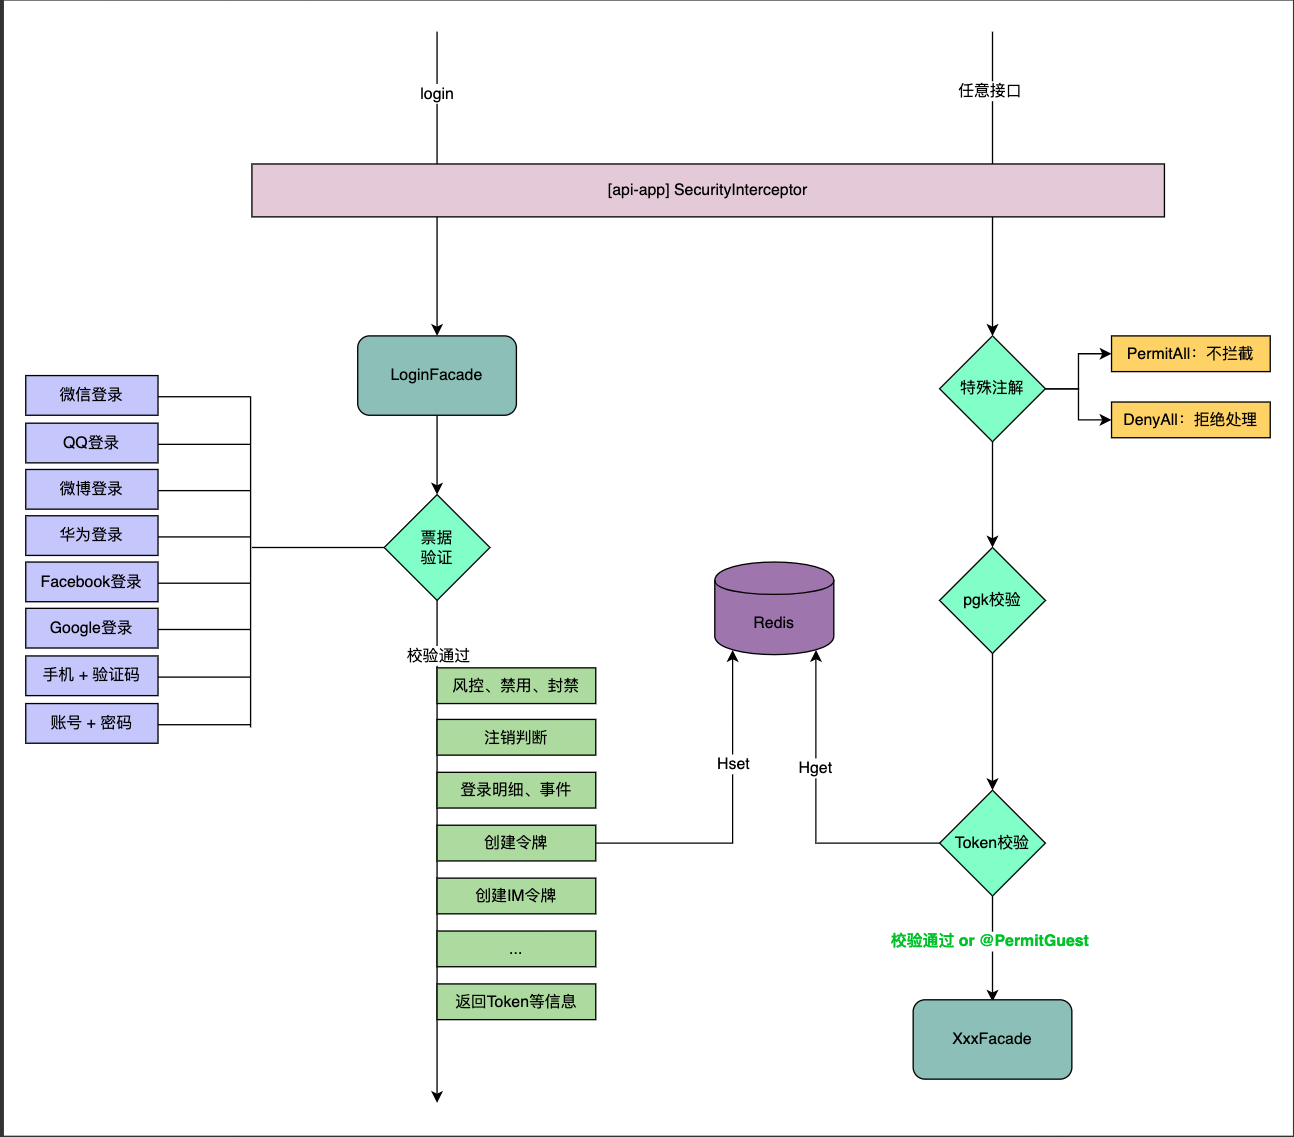 login
任意接口
[api-app] SecurityInterceptor
LoginFacade
特殊注解
PermitAll：不拦截
DenyAll：拒绝处理
微信登录
QQ登录
微博登录
华为登录
Facebook登录
Google登录
手机 + 验证码
账号 + 密码
票据
验证
校验通过
风控、禁用、封禁
注销判断
登录明细、事件
创建令牌
创建IM令牌
...
返回Token等信息
Redis
Hset
Hget
pgk校验
Token校验
校验通过 or @PermitGuest
XxxFacade